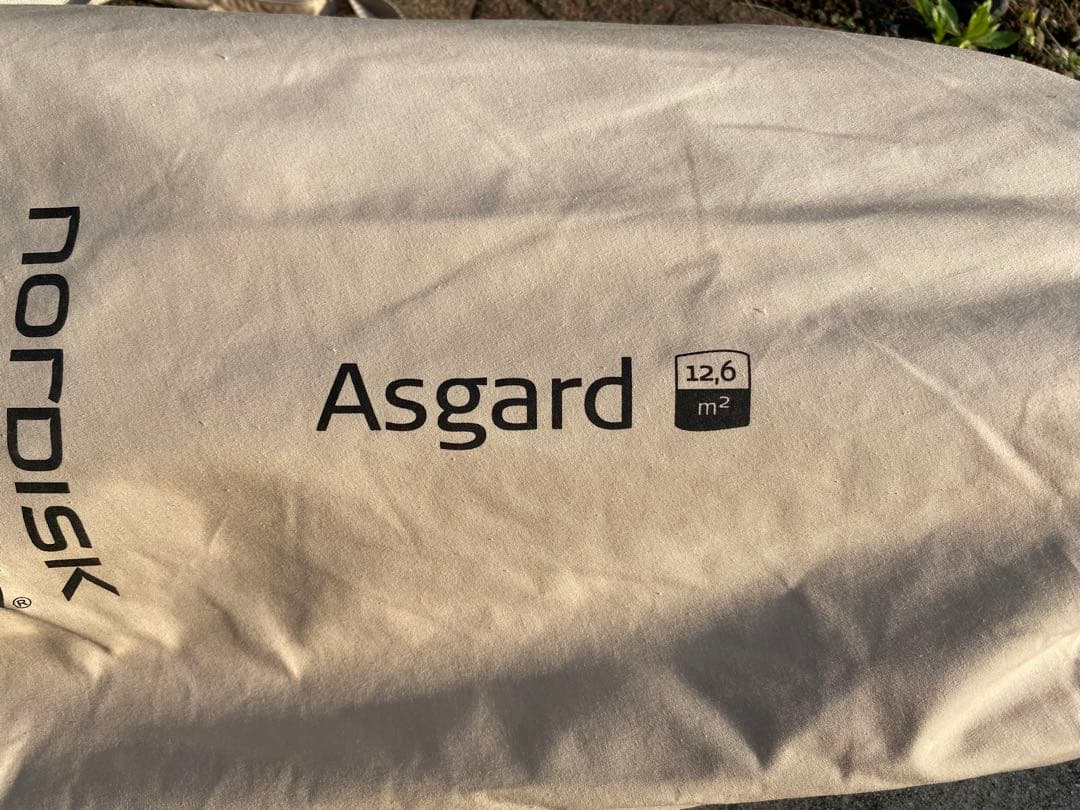 nordisk
®
Asgard
12,6
m²